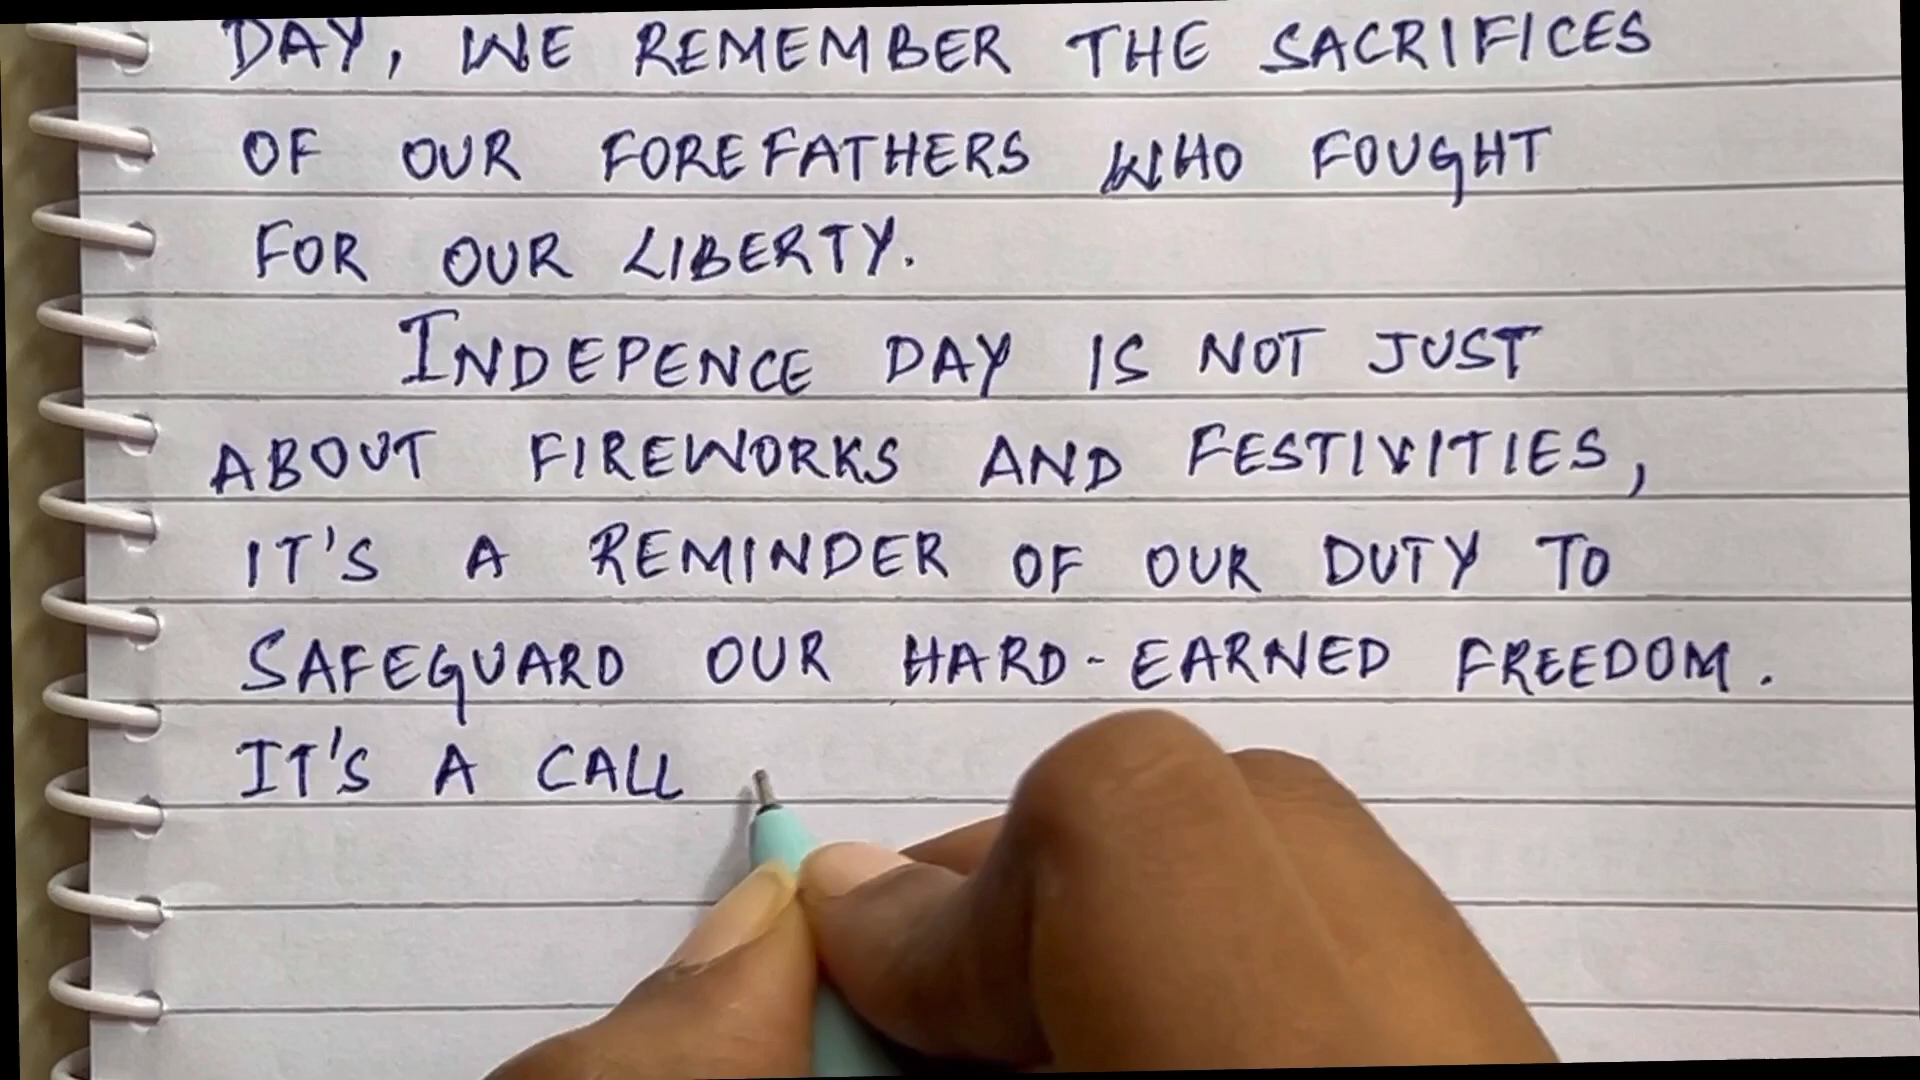 DAY, WE REMEMBER THE SACRIFICES
OF OUR FOREFATHERS WHO FOUGHT
FOR OUR LIBERTY.
INDEPENCE DAY IS NOT JUST
ABOUT FIREWORKS AND FESTIVITIES,
IT'S A REMINDER OF OUR DUTY TO
SAFEGUARD OUR HARD-EARNED FREEDOM.
IT'S A CALL